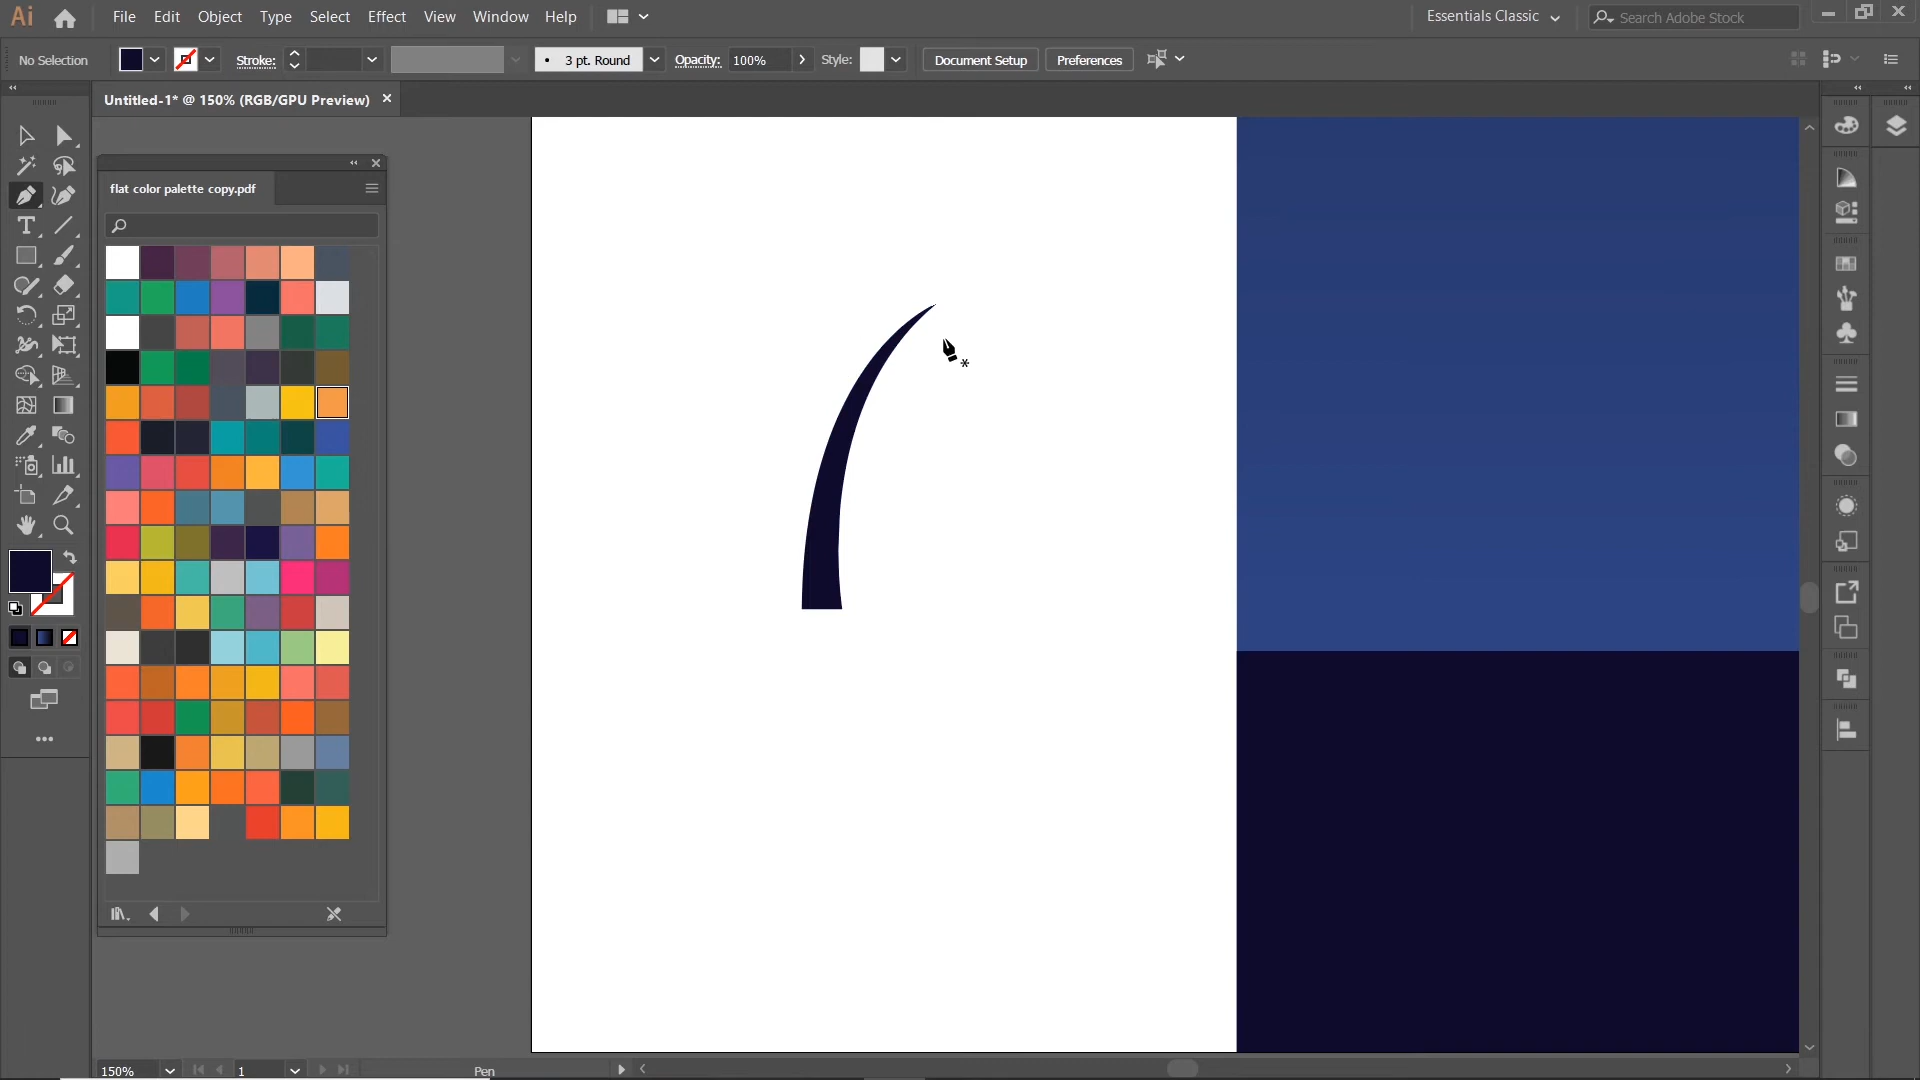 Ai File Edit Object Type Select Effect View Window Help Essentials Classic Search Adobe Stock
No Selection Stroke: 3 pt. Round Opacity: 100% Style: Document Setup Preferences
Untitled-1* @ 150% (RGB/GPU Preview)
flat color palette copy.pdf
150% 1 Pen